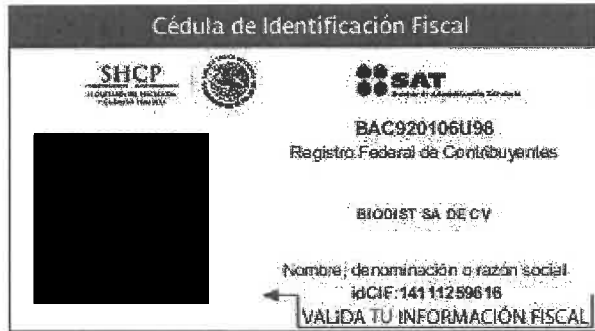 Cédula de Identificación Fiscal
SHCP
SAT
BAC920106U98
Registro Federal de Contribuyentes
BIODIST SA DE CV
Nombre, denominación o razón social
idCIF:14111259616
VALIDA TU INFORMACIÓN FISCAL